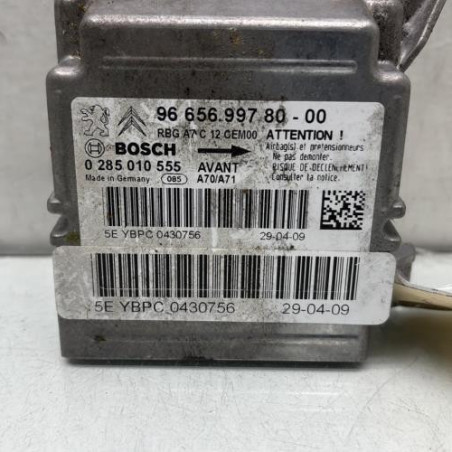 96 656.997 80-00
RBG A7 C 12 CEM00 ATTENTION !
BOSCH Airbag(s) et pretensionneurs
Ne pas demonter.
0 285 010 555 AVANT RISQUE DE DECLENCHEMENT
Made in Germany 085 A70/A71 Consulter la notice.
5E YBPC 0430756 29-04-09
5E YBPC 0430756 29-04-09